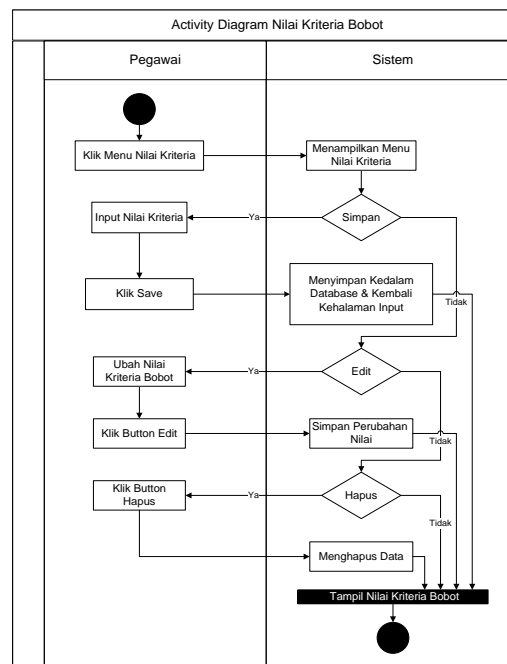 Activity Diagram Nilai Kriteria Bobot
Pegawai
Sistem
Klik Menu Nilai Kriteria
Menampilkan Menu
Nilai Kriteria
Input Nilai Kriteria
Ya
Simpan
Klik Save
Menyimpan Kedalam
Database & Kembali
Kehalaman Input
Tidak
Ubah Nilai
Kriteria Bobot
Ya
Edit
Klik Button Edit
Simpan Perubahan
Nilai
Tidak
Klik Button
Hapus
Ya
Hapus
Tidak
Menghapus Data
Tampil Nilai Kriteria Bobot